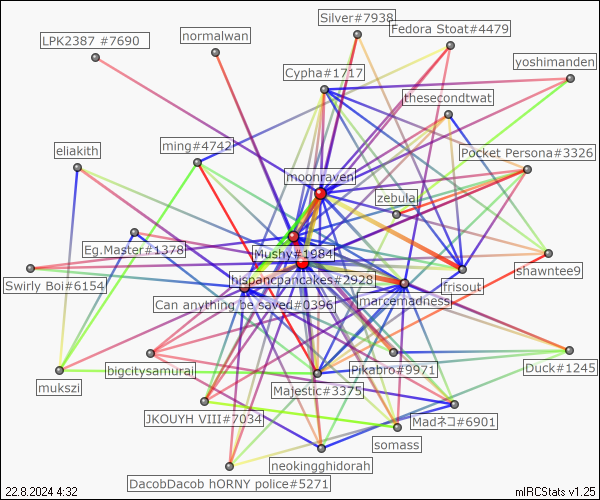 Silver#7938
Fedora Stoat#4479
LPK2387 #7690
normalwan
yoshimanden
Cypha#1717
thesecondtwat
ming#4742
eliakith
Pocket Persona#3326
moonraven
zebula
Eg.Master#1378
Mushy#1984
shawntee9
Swirly Boi#6154
hispancpancakes#2928
frisout
Can anything be saved#0396
marcemadness
bigcitysamurai
Pikabro#9971
Duck#1245
mukszi
Majestic#3375
JKOUYH VIII#7034
Madネコ#6901
somass
neokingghidorah
DacobDacob hORNY police#5271
22.8.2024 4:32
mIRCStats v1.25